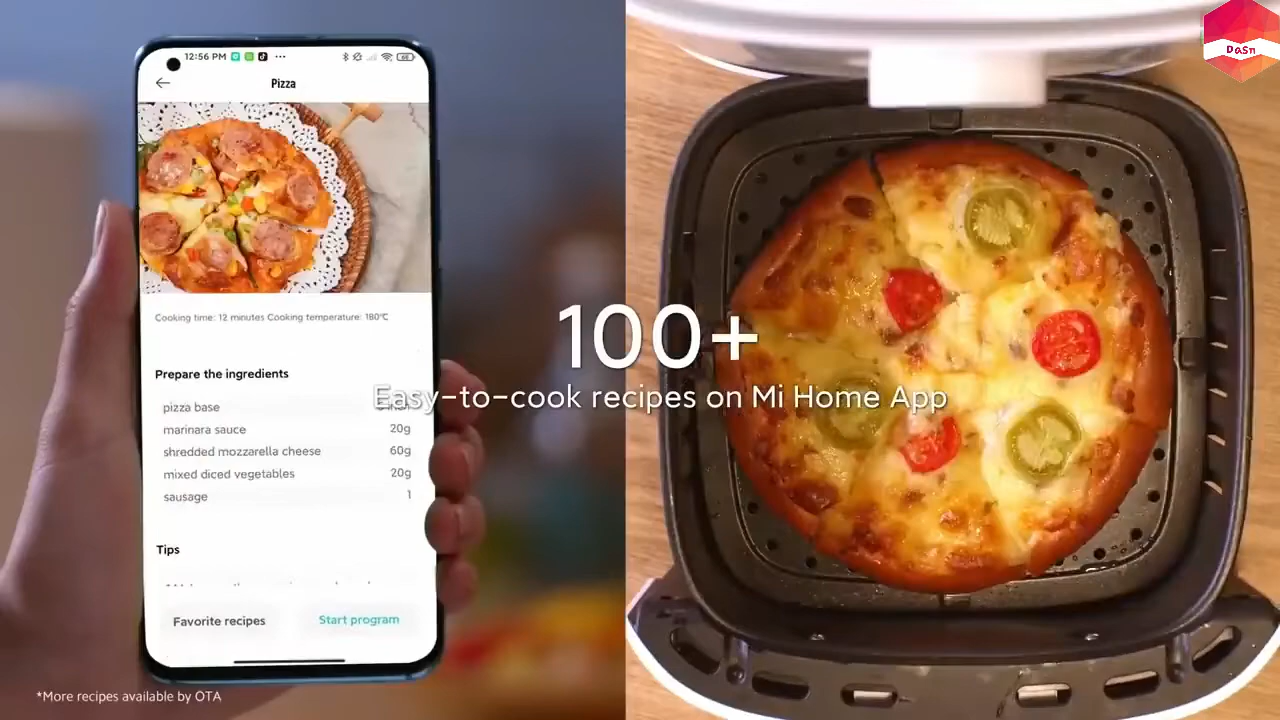 12:56 PM
Pizza
Cooking time: 12 minutes Cooking temperature: 180°C
Prepare the ingredients
pizza base
marinara sauce 20g
shredded mozzarella cheese 60g
mixed diced vegetables 20g
sausage 1
Tips
Favorite recipes Start program
100+
Easy-to-cook recipes on Mi Home App
*More recipes available by OTA
DaSn